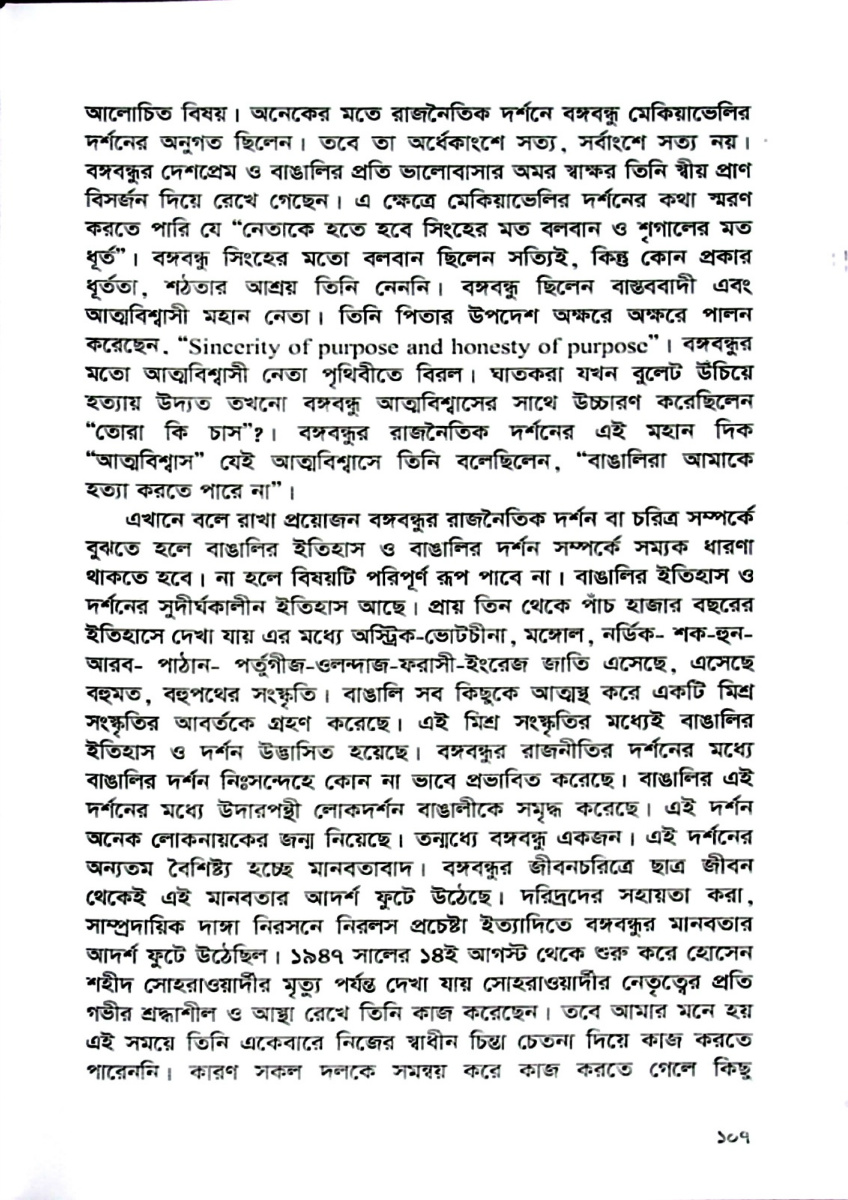 আলোচিত বিষয়। অনেকের মতে রাজনৈতিক দর্শনে বঙ্গবন্ধু মেকিয়াভেলির
দর্শনের অনুগত ছিলেন। তবে তা অর্ধেকাংশে সত্য, সর্বাংশে সত্য নয়।
বঙ্গবন্ধুর দেশপ্রেম ও বাঙালির প্রতি ভালোবাসার অমর স্বাক্ষর তিনি স্বীয় প্রাণ
বিসর্জন দিয়ে রেখে গেছেন। এ ক্ষেত্রে মেকিয়াভেলির দর্শনের কথা স্মরণ
করতে পারি যে “নেতাকে হতে হবে সিংহের মত বলবান ও শৃগালের মত
ধূর্ত”। বঙ্গবন্ধু সিংহের মতো বলবান ছিলেন সত্যিই, কিন্তু কোন প্রকার
ধূর্ততা, শঠতার আশ্রয় তিনি নেননি। বঙ্গবন্ধু ছিলেন বাস্তববাদী এবং
আত্মবিশ্বাসী মহান নেতা। তিনি পিতার উপদেশ অক্ষরে অক্ষরে পালন
করেছেন, “Sincerity of purpose and honesty of purpose”। বঙ্গবন্ধুর
মতো আত্মবিশ্বাসী নেতা পৃথিবীতে বিরল। ঘাতকরা যখন বুলেট উঁচিয়ে
হত্যায় উদ্যত তখনো বঙ্গবন্ধু আত্মবিশ্বাসের সাথে উচ্চারণ করেছিলেন
“তোরা কি চাস”?। বঙ্গবন্ধুর রাজনৈতিক দর্শনের এই মহান দিক
“আত্মবিশ্বাস” যেই আত্মবিশ্বাসে তিনি বলেছিলেন, “বাঙালিরা আমাকে
হত্যা করতে পারে না”।
এখানে বলে রাখা প্রয়োজন বঙ্গবন্ধুর রাজনৈতিক দর্শন বা চরিত্র সম্পর্কে
বুঝতে হলে বাঙালির ইতিহাস ও বাঙালির দর্শন সম্পর্কে সম্যক ধারণা
থাকতে হবে। না হলে বিষয়টি পরিপূর্ণ রূপ পাবে না। বাঙালির ইতিহাস ও
দর্শনের সুদীর্ঘকালীন ইতিহাস আছে। প্রায় তিন থেকে পাঁচ হাজার বছরের
ইতিহাসে দেখা যায় এর মধ্যে অস্ট্রিক-ভোটচীনা, মঙ্গোল, নর্ডিক- শক-হুন-
আরব- পাঠান- পর্তুগীজ-ওলন্দাজ-ফরাসী-ইংরেজ জাতি এসেছে, এসেছে
বহুমত, বহুপথের সংস্কৃতি। বাঙালি সব কিছুকে আত্মস্থ করে একটি মিশ্র
সংস্কৃতির আবর্তকে গ্রহণ করেছে। এই মিশ্র সংস্কৃতির মধ্যেই বাঙালির
ইতিহাস ও দর্শন উদ্ভাসিত হয়েছে। বঙ্গবন্ধুর রাজনীতির দর্শনের মধ্যে
বাঙালির দর্শন নিঃসন্দেহে কোন না ভাবে প্রভাবিত করেছে। বাঙালির এই
দর্শনের মধ্যে উদারপন্থী লোকদর্শন বাঙালীকে সমৃদ্ধ করেছে। এই দর্শন
অনেক লোকনায়কের জন্ম নিয়েছে। তন্মধ্যে বঙ্গবন্ধু একজন। এই দর্শনের
অন্যতম বৈশিষ্ট্য হচ্ছে মানবতাবাদ। বঙ্গবন্ধুর জীবনচরিত্রে ছাত্র জীবন
থেকেই এই মানবতার আদর্শ ফুটে উঠেছে। দরিদ্রদের সহায়তা করা,
সাম্প্রদায়িক দাঙ্গা নিরসনে নিরলস প্রচেষ্টা ইত্যাদিতে বঙ্গবন্ধুর মানবতার
আদর্শ ফুটে উঠেছিল। ১৯৪৭ সালের ১৪ই আগস্ট থেকে শুরু করে হোসেন
শহীদ সোহরাওয়ার্দীর মৃত্যু পর্যন্ত দেখা যায় সোহরাওয়ার্দীর নেতৃত্বের প্রতি
গভীর শ্রদ্ধাশীল ও আস্থা রেখে তিনি কাজ করেছেন। তবে আমার মনে হয়
এই সময়ে তিনি একেবারে নিজের স্বাধীন চিন্তা চেতনা দিয়ে কাজ করতে
পারেননি। কারণ সকল দলকে সমন্বয় করে কাজ করতে গেলে কিছু
১০৭